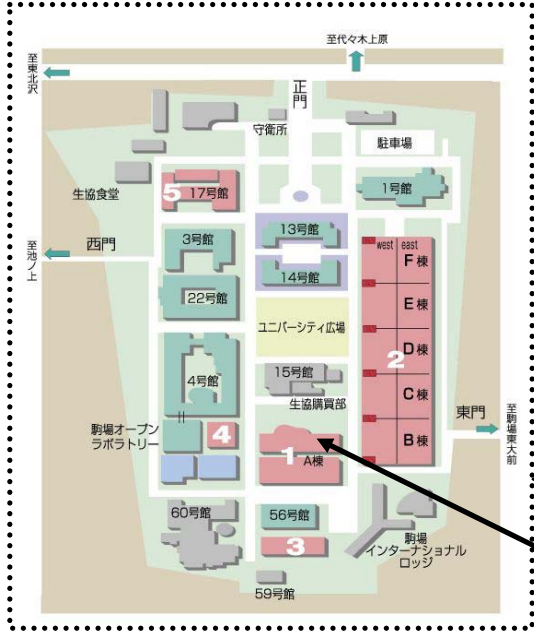 至代々木上原
至東北沢
正門
守衛所
駐車場
生協食堂
5 17号館
1号館
13号館
3号館
西門
至池ノ上
14号館
22号館
west east
F棟
E棟
ユニバーシティ広場
D棟
2
15号館
4号館
C棟
生協購買部
東門
至駒場東大前
駒場オープン
ラボラトリー
4
B棟
1 A棟
60号館
56号館
3
駒場
インターナショナル
ロッジ
59号館